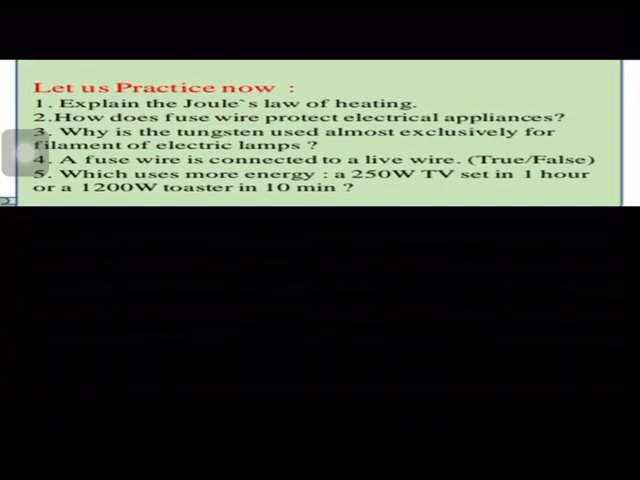 Let us Practice now :
1. Explain the Joule`s law of heating.
2.How does fuse wire protect electrical appliances?
3. Why is the tungsten used almost exclusively for
filament of electric lamps ?
4. A fuse wire is connected to a live wire. (True/False)
5. Which uses more energy : a 250W TV set in 1 hour
or a 1200W toaster in 10 min ?